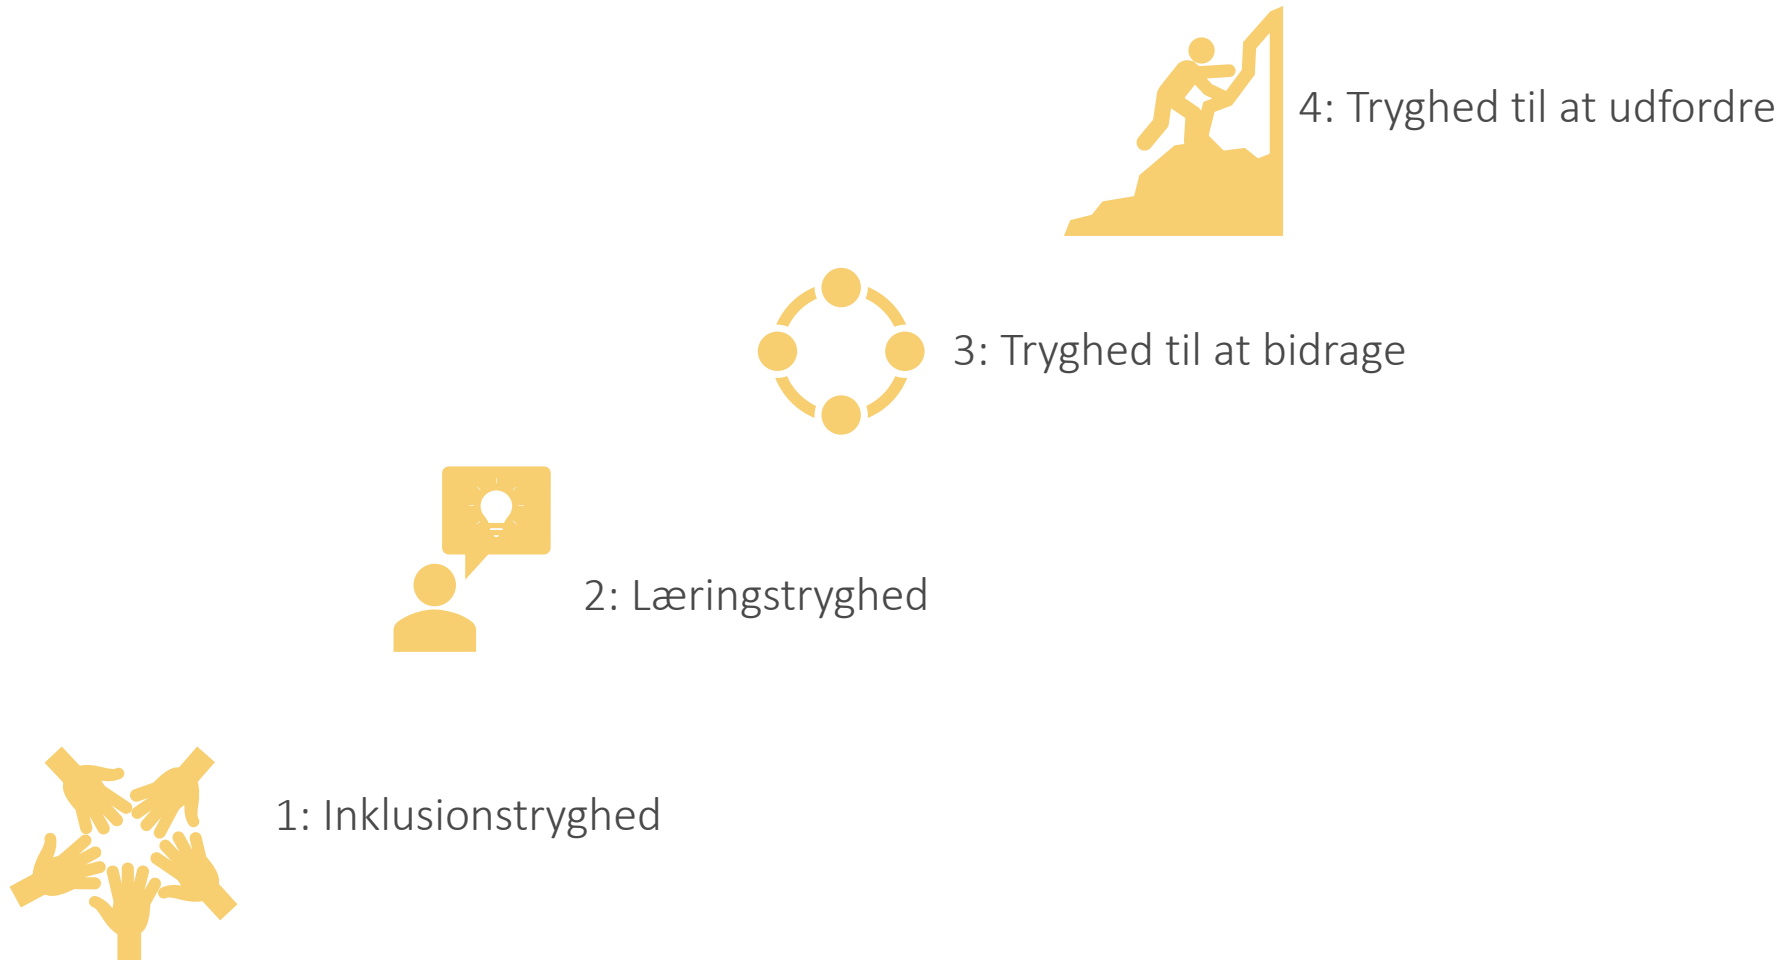 4: Tryghed til at udfordre
3: Tryghed til at bidrage
2: Læringstryghed
1: Inklusionstryghed